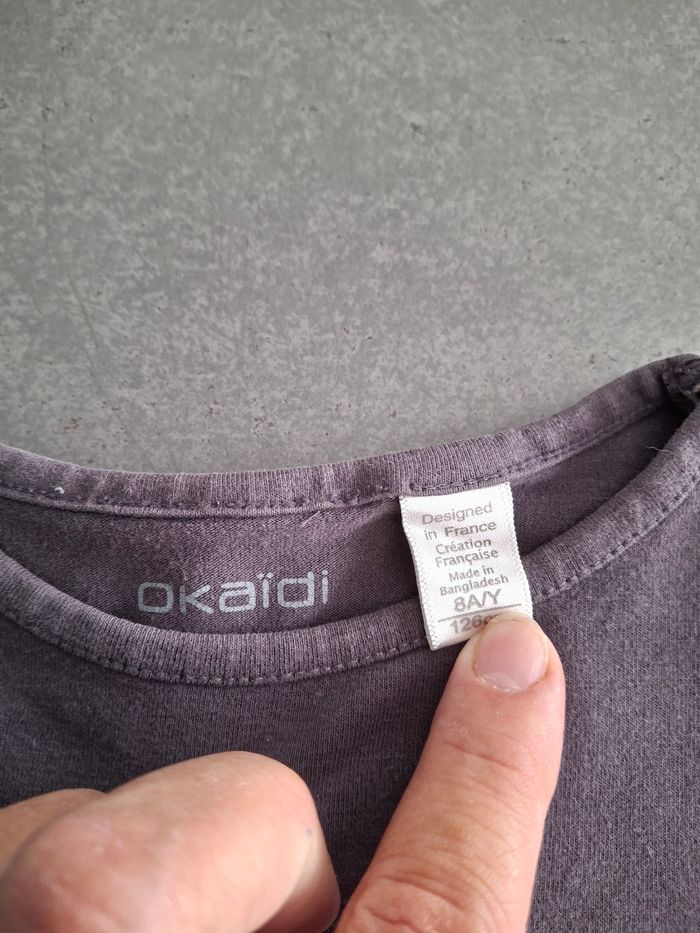 okaïdi
Designed
in France
Création
Française
Made in
Bangladesh
8A/Y